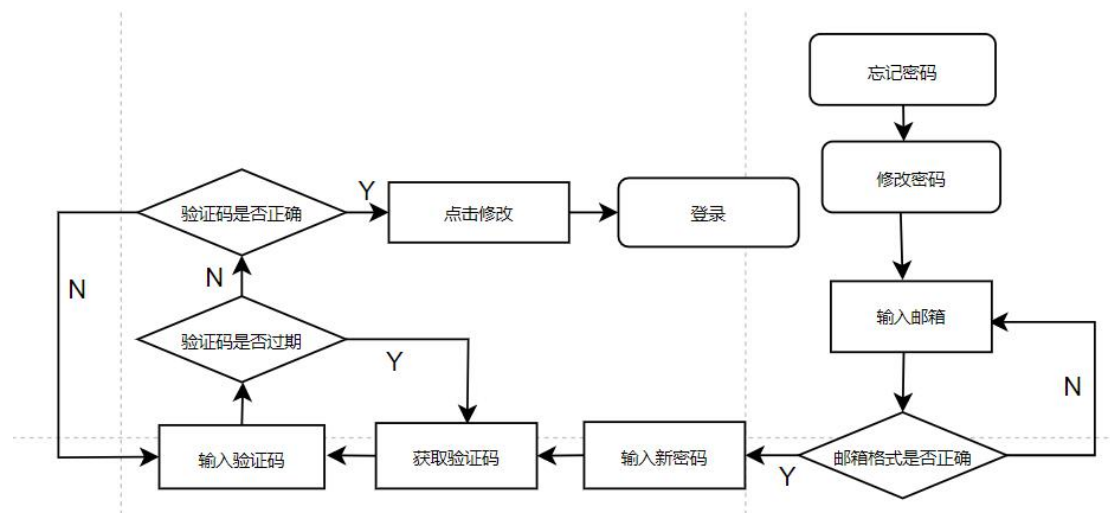 忘记密码
修改密码
验证码是否正确
Y
点击修改
登录
N
N
验证码是否过期
Y
输入邮箱
N
输入验证码
获取验证码
输入新密码
Y
邮箱格式是否正确